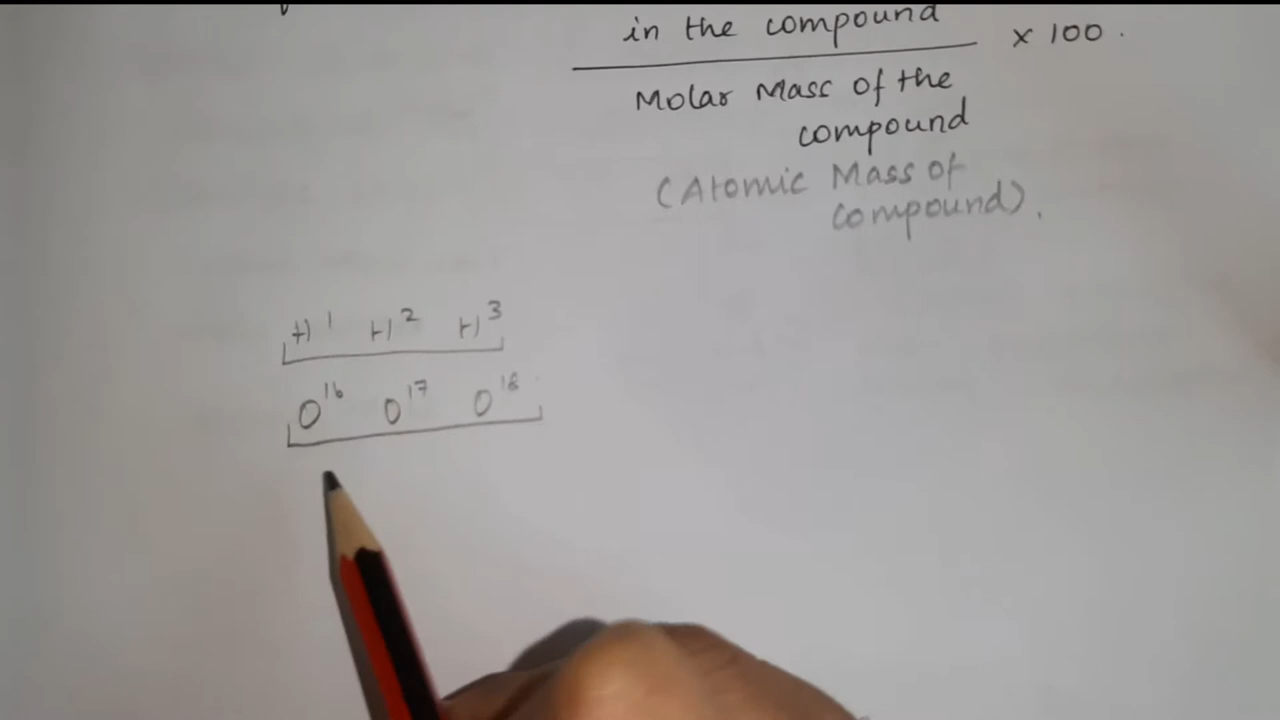 in the compound
x 100.
Molar Mass of the
compound
(Atomic Mass of
compound).
H¹ H² H³
O¹⁶ O¹⁷ O¹⁸